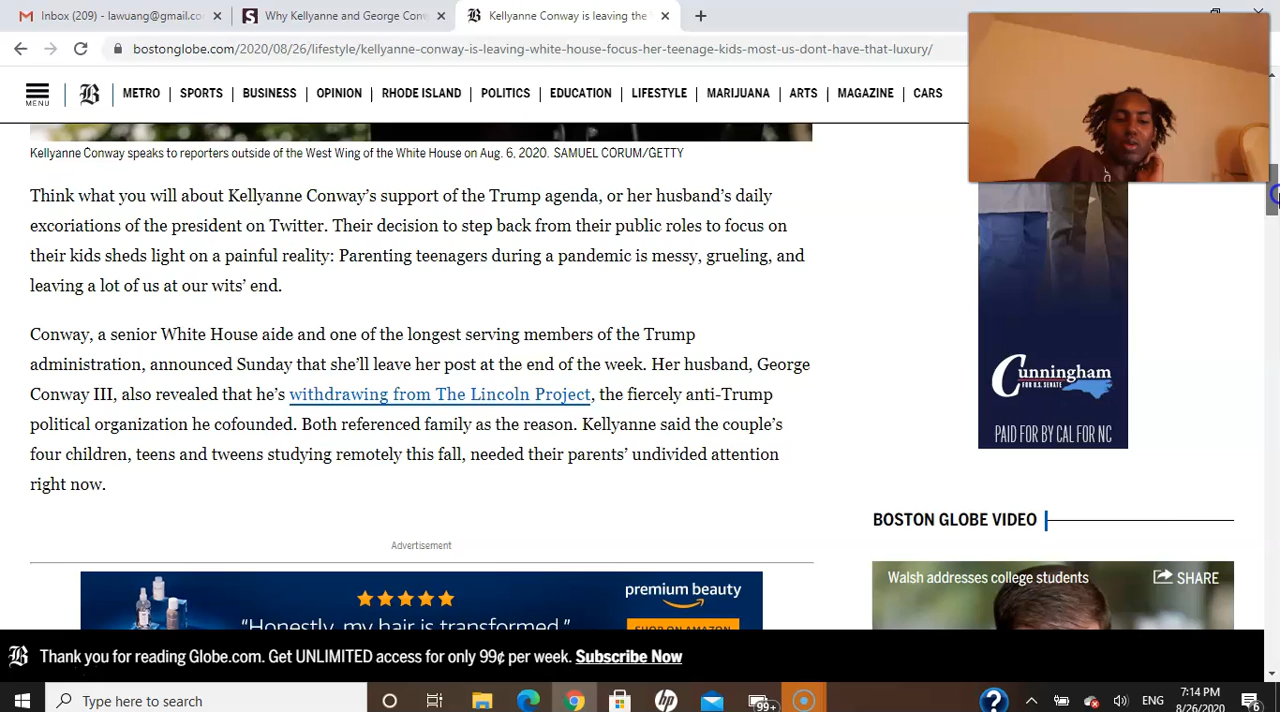 Inbox (209) - lawuang@gmail.co
Why Kellyanne and George Con
Kellyanne Conway is leaving the
bostonglobe.com/2020/08/26/lifestyle/kellyanne-conway-is-leaving-white-house-focus-her-teenage-kids-most-us-dont-have-that-luxury/
MENU
METRO
SPORTS
BUSINESS
OPINION
RHODE ISLAND
POLITICS
EDUCATION
LIFESTYLE
MARIJUANA
ARTS
MAGAZINE
CARS
Kellyanne Conway speaks to reporters outside of the West Wing of the White House on Aug. 6, 2020. SAMUEL CORUM/GETTY
Think what you will about Kellyanne Conway's support of the Trump agenda, or her husband's daily
excoriations of the president on Twitter. Their decision to step back from their public roles to focus on
their kids sheds light on a painful reality: Parenting teenagers during a pandemic is messy, grueling, and
leaving a lot of us at our wits' end.
Conway, a senior White House aide and one of the longest serving members of the Trump
administration, announced Sunday that she'll leave her post at the end of the week. Her husband, George
Conway III, also revealed that he's withdrawing from The Lincoln Project, the fiercely anti-Trump
political organization he cofounded. Both referenced family as the reason. Kellyanne said the couple's
four children, teens and tweens studying remotely this fall, needed their parents' undivided attention
right now.
Advertisement
"Honestly, my hair is transformed."
premium beauty
SHOP ON AMAZON
Cunningham
FOR U.S. SENATE
PAID FOR BY CAL FOR NC
BOSTON GLOBE VIDEO
Walsh addresses college students
SHARE
B Thank you for reading Globe.com. Get UNLIMITED access for only 99¢ per week. Subscribe Now
Type here to search
hp
99+
ENG
7:14 PM
8/26/2020
6